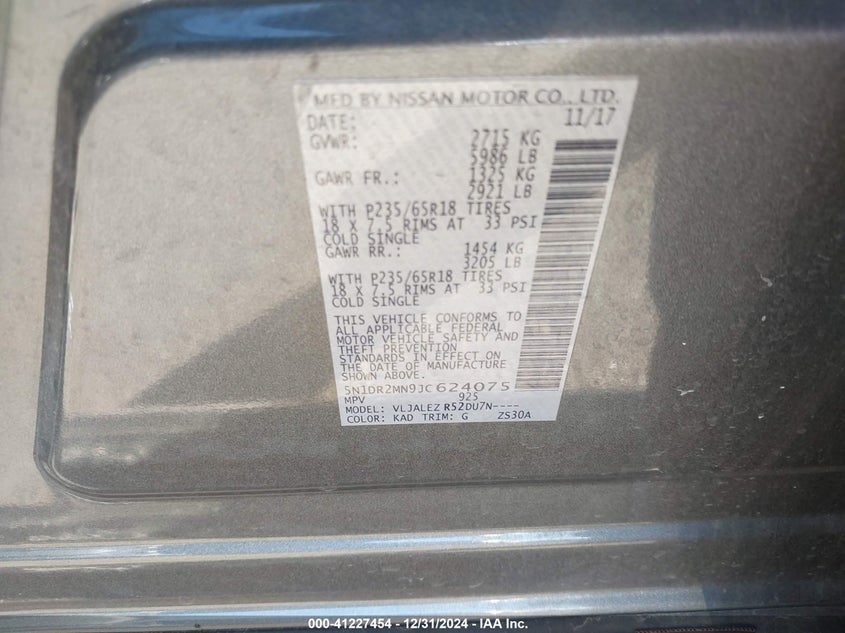 MFD BY NISSAN MOTOR CO., LTD.
DATE: 11/17
GVWR: 2715 KG
5986 LB
GAWR FR.: 1325 KG
2921 LB
WITH P235/65R18 TIRES
18 X 7.5 RIMS AT 33 PSI
COLD SINGLE
GAWR RR.: 1454 KG
3205 LB
WITH P235/65R18 TIRES
18 X 7.5 RIMS AT 33 PSI
COLD SINGLE
THIS VEHICLE CONFORMS TO
ALL APPLICABLE FEDERAL
MOTOR VEHICLE SAFETY AND
THEFT PREVENTION
STANDARDS IN EFFECT ON
THE DATE OF MANUFACTURE
SHOWN ABOVE.
5N1DR2MN9JC624075
MPV 925
MODEL: VLJALEZ R52DU7N----
COLOR: KAD TRIM: G ZS30A
000-41227454 - 12/31/2024 - IAA Inc.